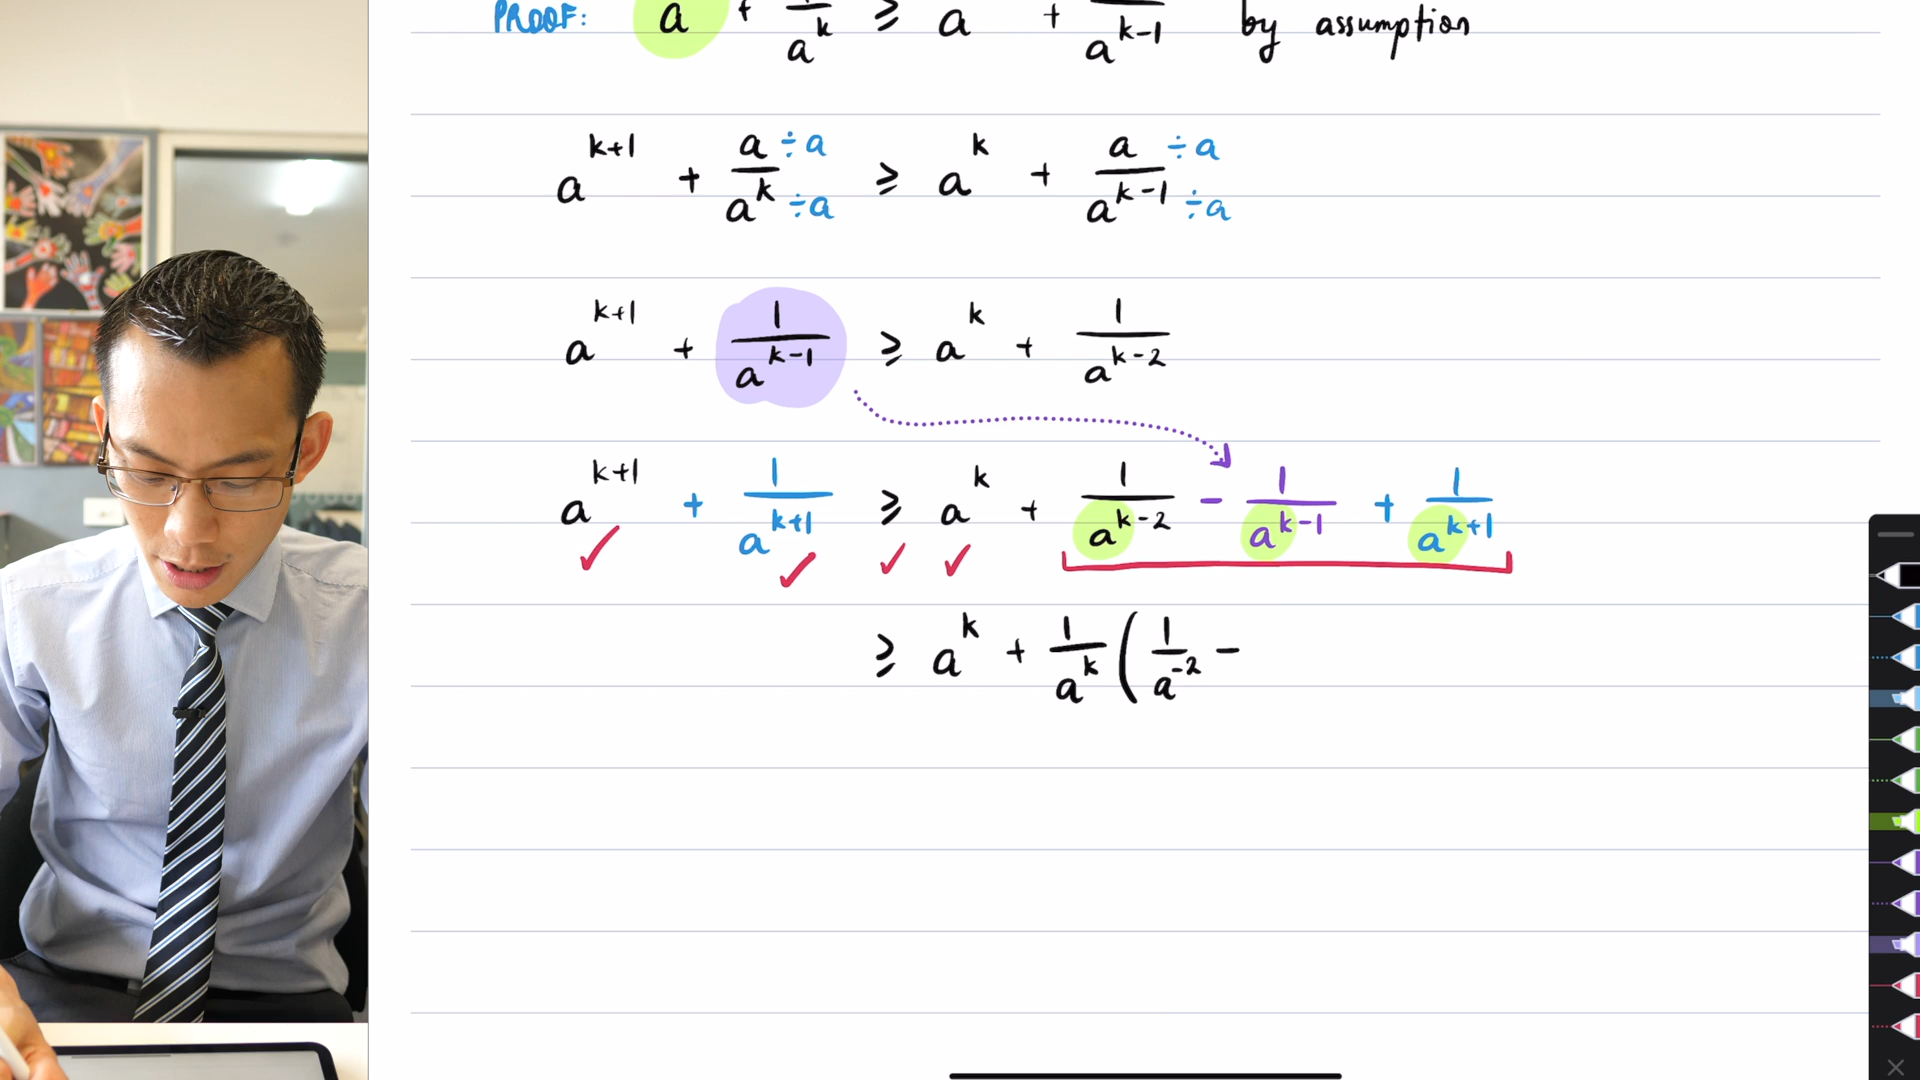 PROOF: a + 1/a^k ≥ a + 1/a^(k-1) by assumption
a^(k+1) + a ÷a / a^k ÷a ≥ a^k + a ÷a / a^(k-1) ÷a
a^(k+1) + 1/a^(k-1) ≥ a^k + 1/a^(k-2)
a^(k+1) + 1/a^(k+1) ≥ a^k + 1/a^(k-2) - 1/a^(k-1) + 1/a^(k+1)
≥ a^k + 1/a^k ( 1/a^(-2) -